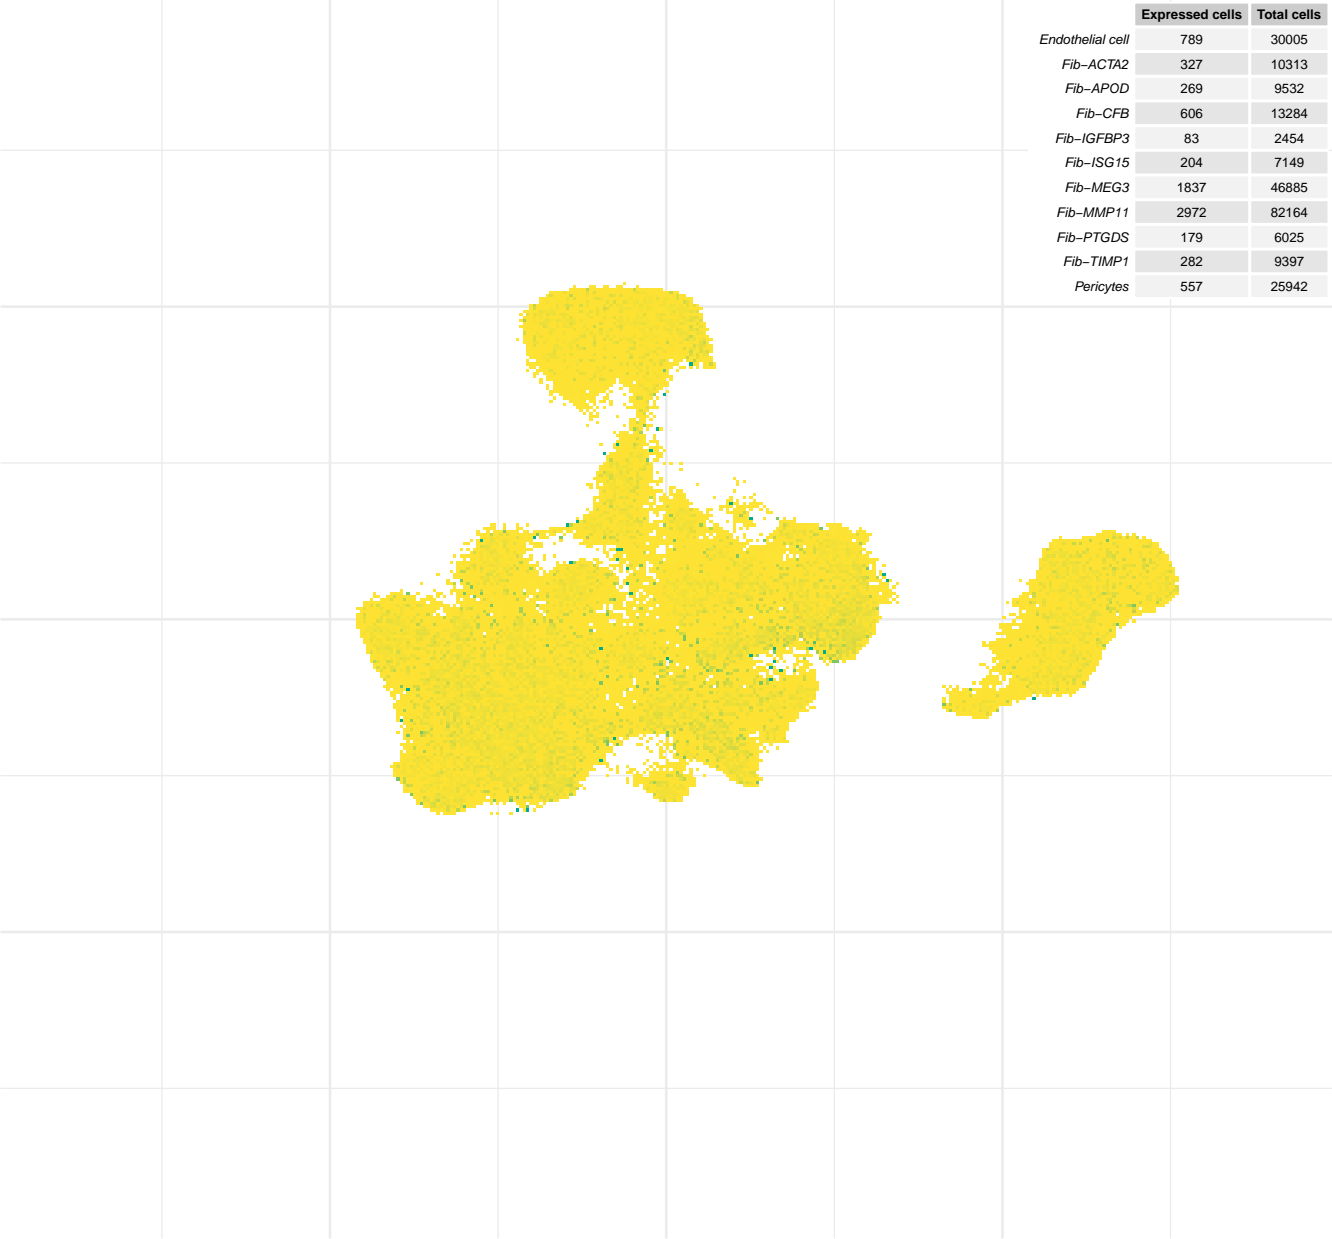 Expressed cells Total cells
Endothelial cell 789 30005
Fib−ACTA2 327 10313
Fib−APOD 269 9532
Fib−CFB 606 13284
Fib−IGFBP3 83 2454
Fib−ISG15 204 7149
Fib−MEG3 1837 46885
Fib−MMP11 2972 82164
Fib−PTGDS 179 6025
Fib−TIMP1 282 9397
Pericytes 557 25942